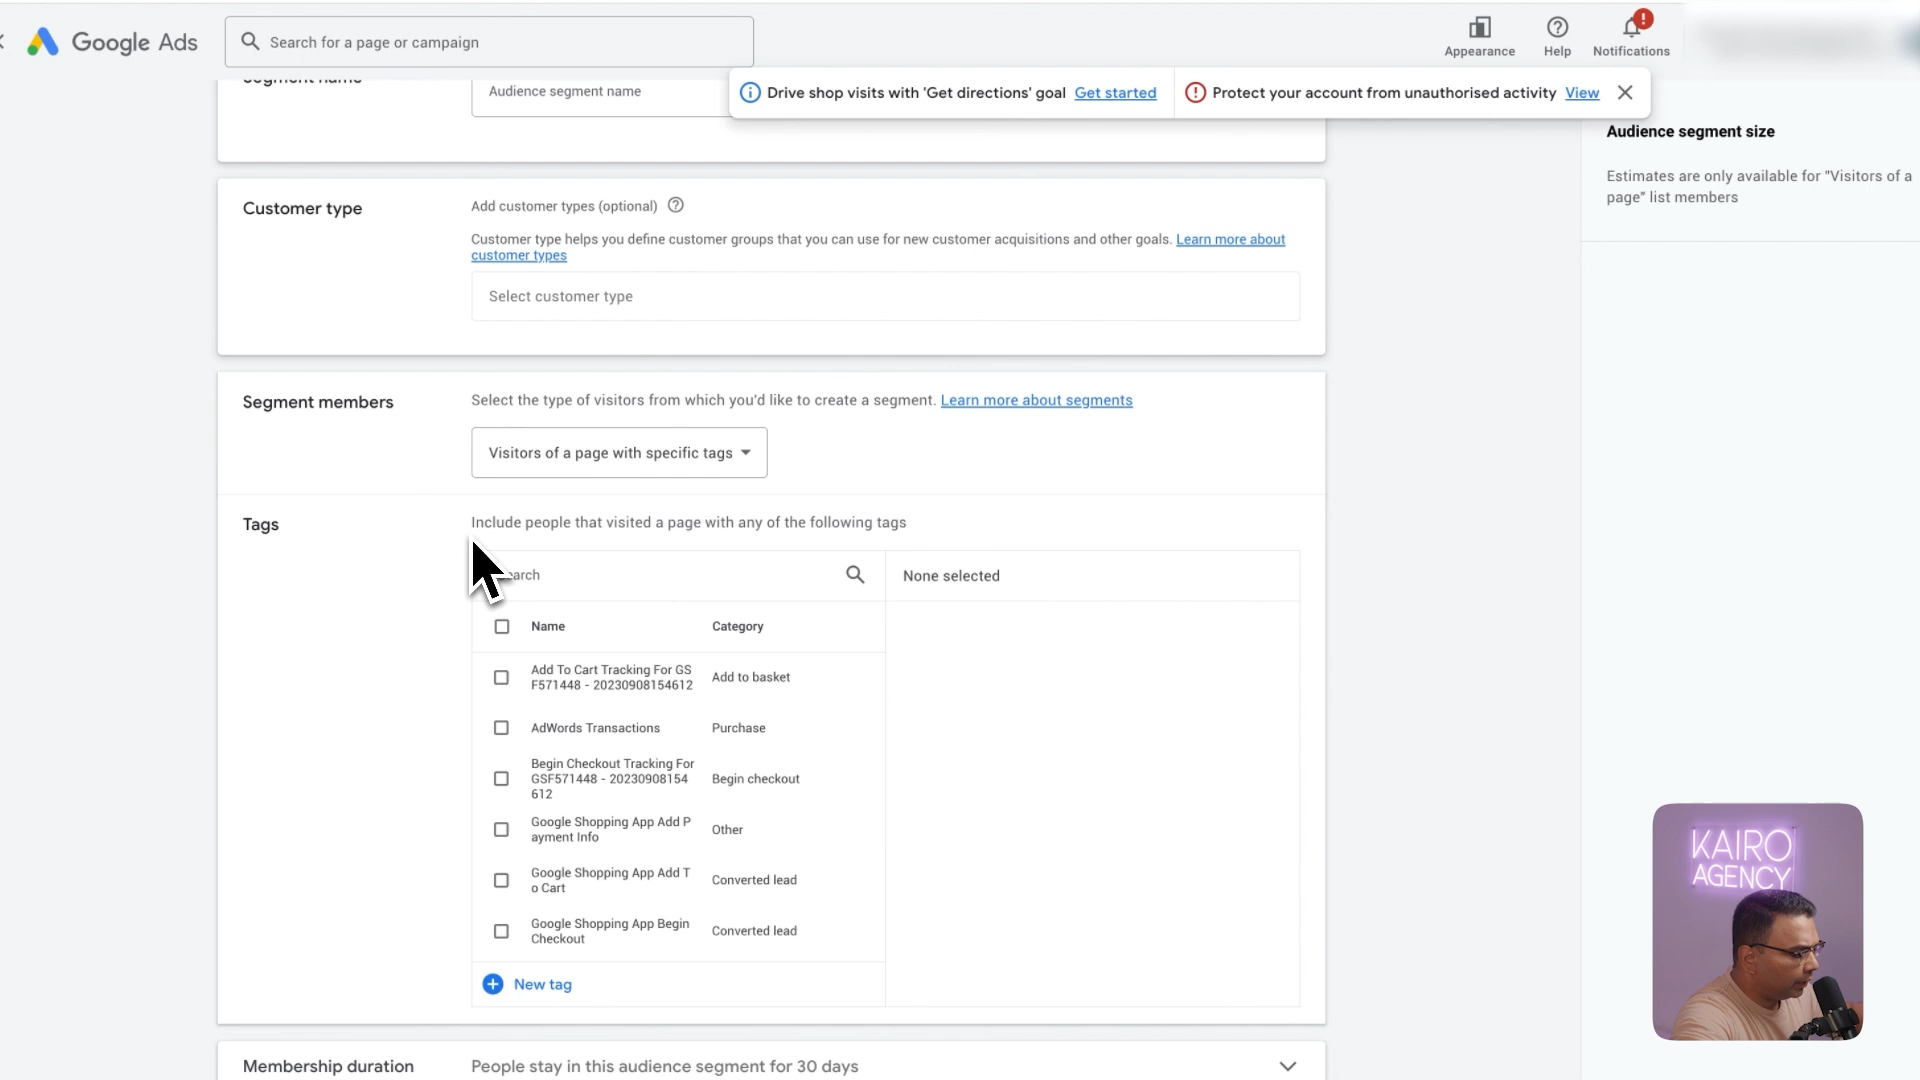 Google Ads
Search for a page or campaign
Appearance
Help
Notifications
Drive shop visits with 'Get directions' goal Get started
Protect your account from unauthorised activity View
Segment name
Audience segment name
Audience segment size
Estimates are only available for "Visitors of a
page" list members
Customer type
Add customer types (optional)
Customer type helps you define customer groups that you can use for new customer acquisitions and other goals. Learn more about
customer types
Select customer type
Segment members
Select the type of visitors from which you'd like to create a segment. Learn more about segments
Visitors of a page with specific tags
Tags
Include people that visited a page with any of the following tags
earch
None selected
Name Category
Add To Cart Tracking For GS
F571448 - 20230908154612
Add to basket
AdWords Transactions Purchase
Begin Checkout Tracking For
GSF571448 - 20230908154
612
Begin checkout
Google Shopping App Add P
ayment Info
Other
Google Shopping App Add T
o Cart
Converted lead
Google Shopping App Begin
Checkout
Converted lead
New tag
Membership duration
People stay in this audience segment for 30 days
KAIRO
AGENCY